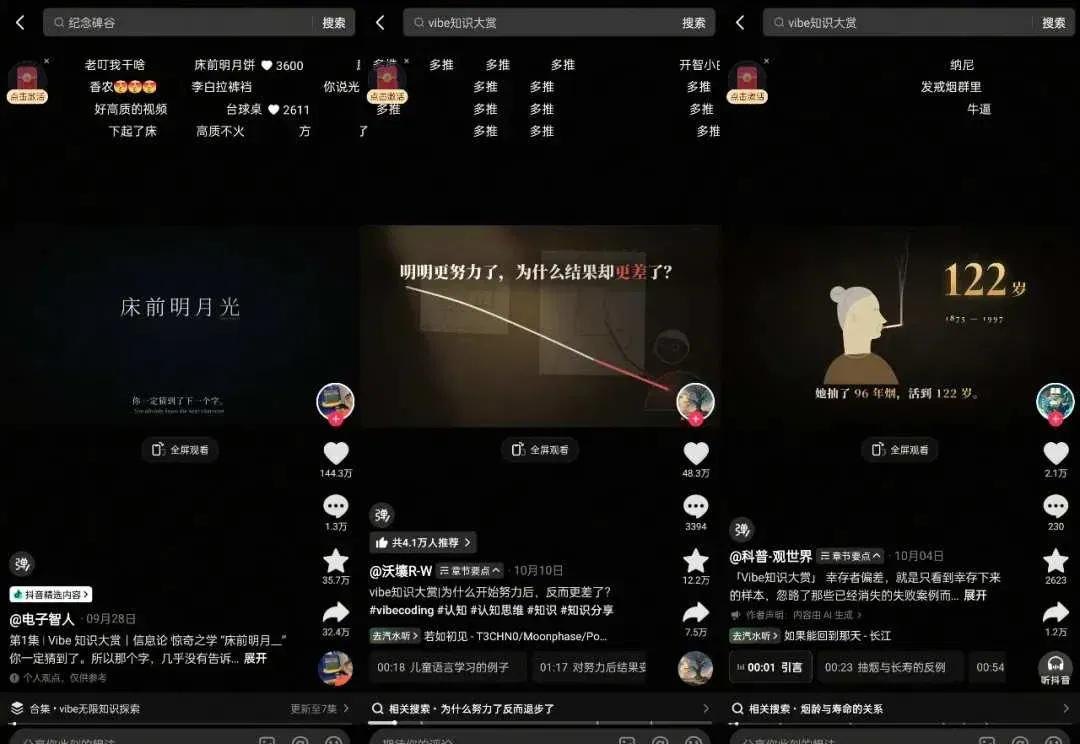 纪念碑谷
搜索
老叮我干啥
床前明月饼 3600
香农
李白拉裤裆
你说光
好高质的视频
台球桌 2611
下起了床
高质不火
方
了
点击激活
床前明月光
你一定猜到了下一个字。
全屏观看
144.3万
1.3万
35.7万
32.4万
弹
抖音精选内容
@电子智人 · 09月28日
第1集 | Vibe 知识大赏 | 信息论 惊奇之学 “床前明月__”
你一定猜到了。所以那个字，几乎没有告诉... 展开
个人观点，仅供参考
合集 · vibe无限知识探索
更新至7集
vibe知识大赏
搜索
多推
多推
多推
多推
开智小
多推
多推
多推
多推
多推
多推
多推
多推
多推
多推
点击激活
明明更努力了，为什么结果却更差了？
全屏观看
48.3万
3394
12.2万
7.5万
弹
共4.1万人推荐
@沃壤R-W 章节要点 · 10月10日
vibe知识大赏|为什么开始努力后、反而更差了？
#vibecoding #认知 #认知思维 #知识 #知识分享
去汽水听 若如初见 - T3CHN0/Moonphase/Po...
00:18 儿童语言学习的例子
01:17 对努力后结果变
相关搜索 · 为什么努力了反而退步了
vibe知识大赏
搜索
纳尼
发戒烟群里
牛逼
点击激活
122岁
1875 — 1997
她抽了 96 年烟，活到 122 岁。
全屏观看
2.1万
230
2623
1.2万
弹
@科普-观世界 章节要点 · 10月04日
「Vibe知识大赏」 幸存者偏差，就是只看到幸存下来
的样本、忽略了那些已经消失的失败案例而... 展开
作者声明：内容由 AI 生成
去汽水听 如果能回到那天 - 长江
00:01 引言
00:23 抽烟与长寿的反例
00:54
听抖音
相关搜索 · 烟龄与寿命的关系